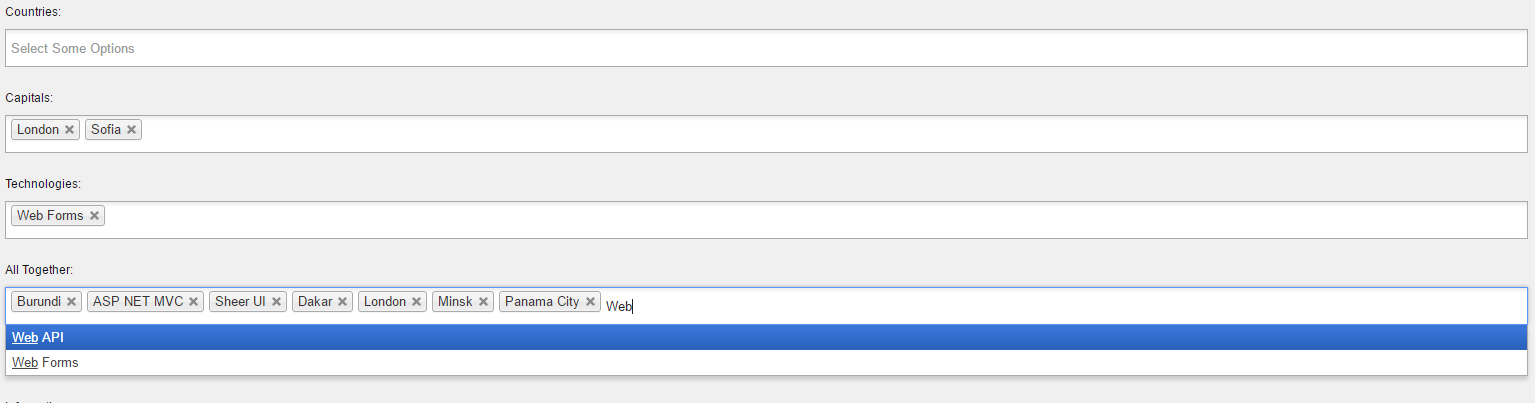 Countries:
Select Some Options
Capitals:
London Sofia
Technologies:
Web Forms
All Together:
Burundi ASP NET MVC Sheer UI Dakar London Minsk Panama City Web
Web API
Web Forms